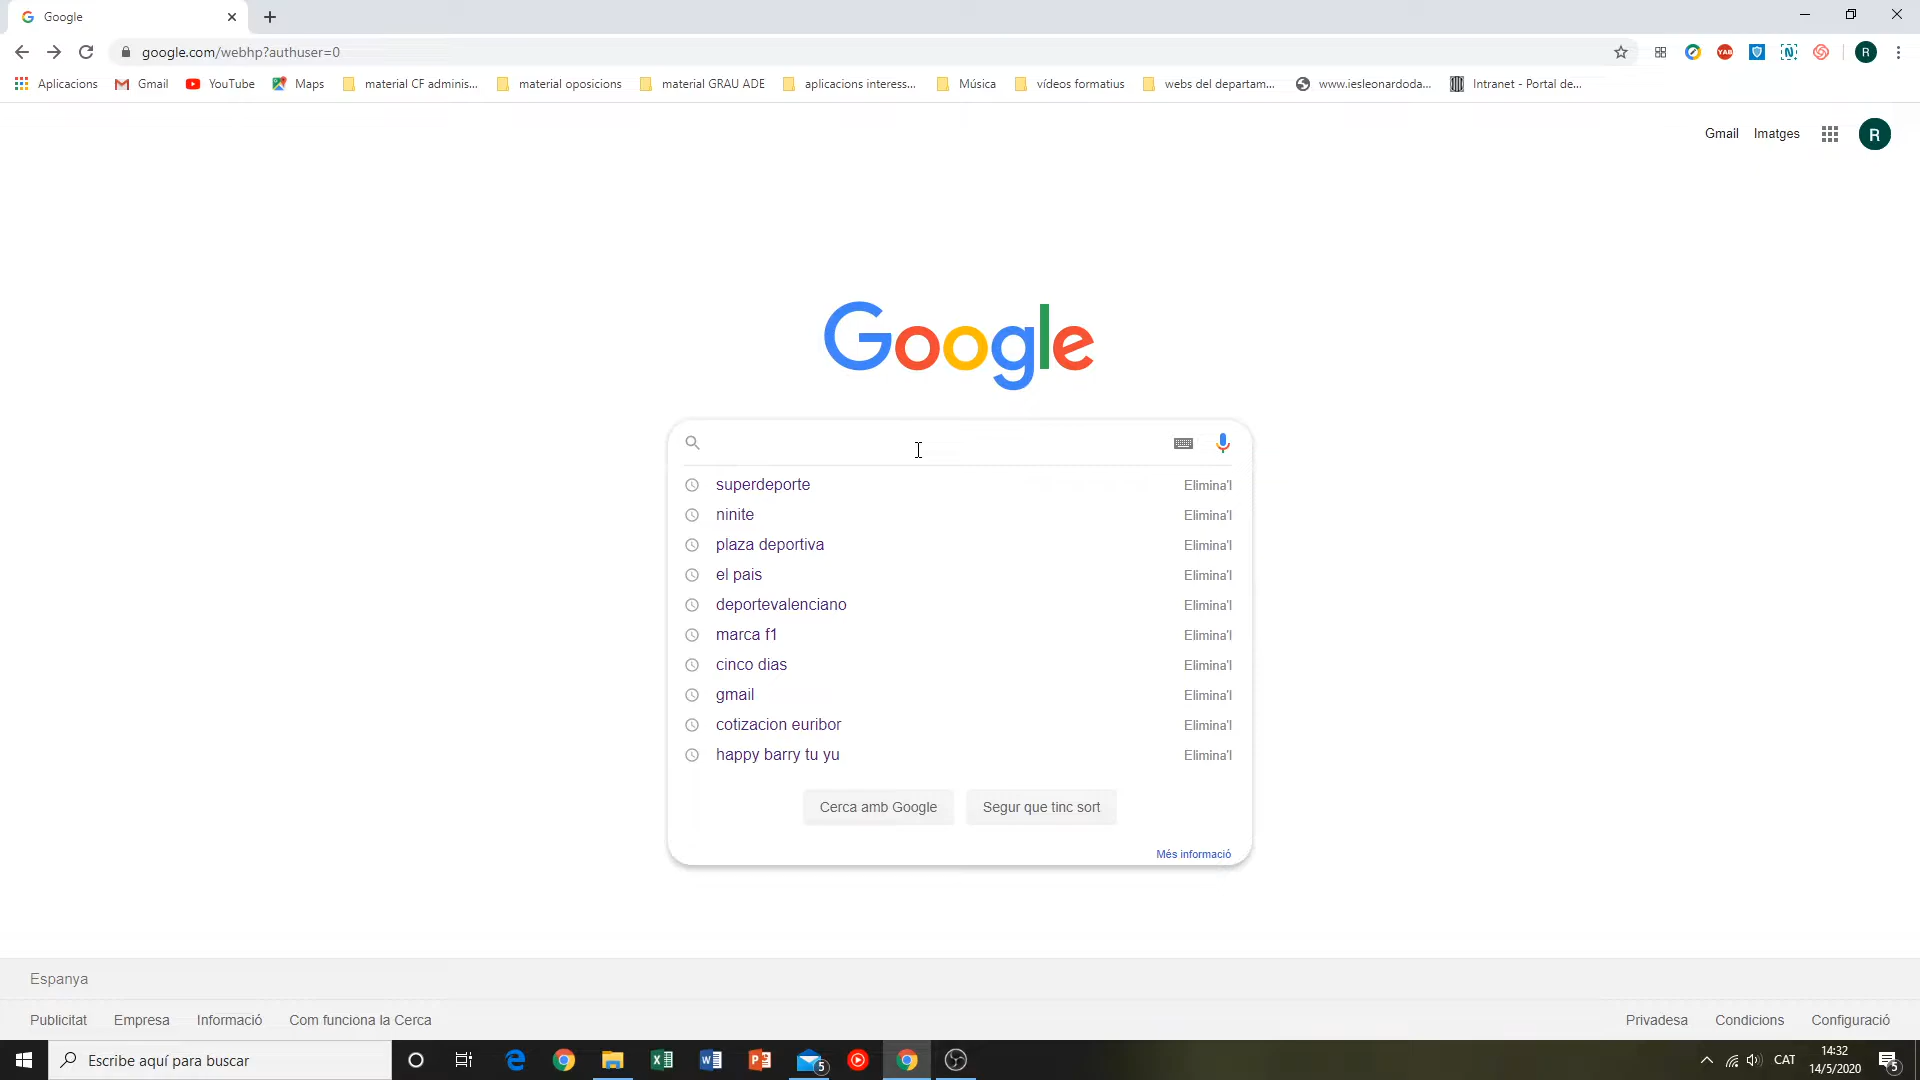 Google
google.com/webhp?authuser=0
Aplicacions Gmail YouTube Maps material CF adminis... material oposicions material GRAU ADE aplicacions interess... Música vídeos formatius webs del departam... www.iesleonardoda... Intranet - Portal de...
R
YAB
N
Gmail Imatges R
Google
superdeporte Elimina'l
ninite Elimina'l
plaza deportiva Elimina'l
el pais Elimina'l
deportevalenciano Elimina'l
marca f1 Elimina'l
cinco dias Elimina'l
gmail Elimina'l
cotizacion euribor Elimina'l
happy barry tu yu Elimina'l
Cerca amb Google Segur que tinc sort
Més informació
Espanya
Publicitat Empresa Informació Com funciona la Cerca Privadesa Condicions Configuració
Escribe aquí para buscar 5 CAT 14:32 5
14/5/2020